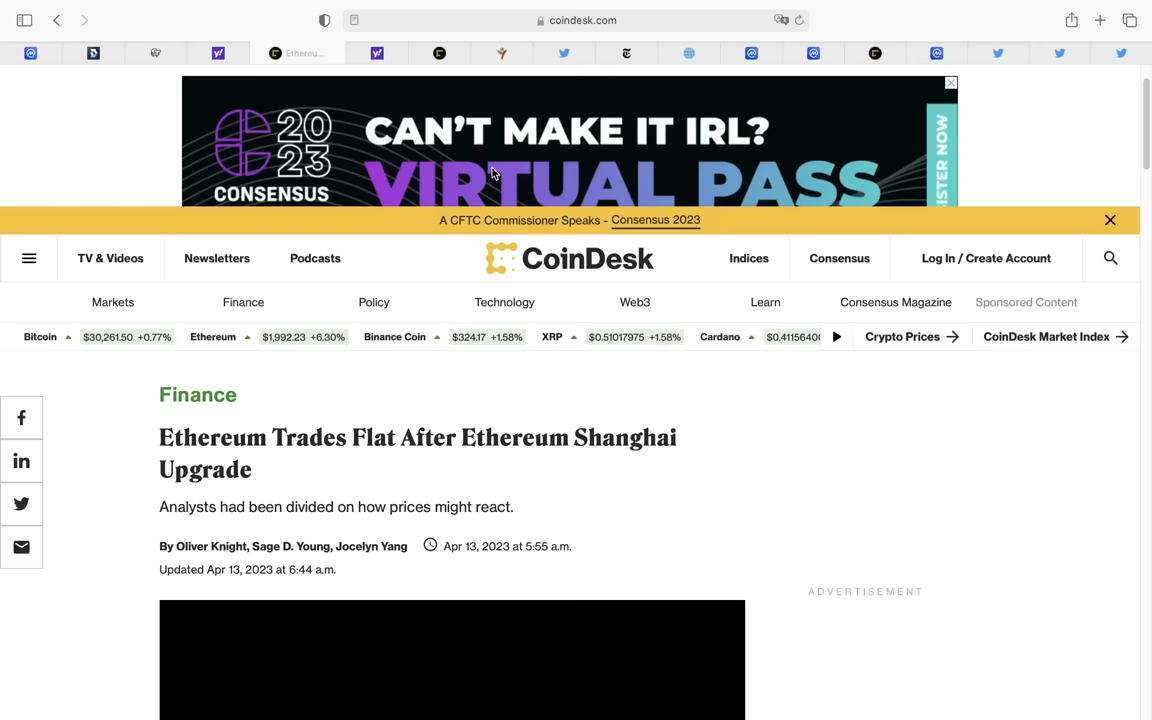 coindesk.com
Ethereu...
2023
CONSENSUS
CAN'T MAKE IT IRL?
VIRTUAL PASS
ISTER NOW
A CFTC Commissioner Speaks - Consensus 2023
TV & Videos
Newsletters
Podcasts
CoinDesk
Indices
Consensus
Log In / Create Account
Markets
Finance
Policy
Technology
Web3
Learn
Consensus Magazine
Sponsored Content
Bitcoin $30,261.50 +0.77%
Ethereum $1,992.23 +6.30%
Binance Coin $324.17 +1.58%
XRP $0.51017975 +1.58%
Cardano $0.4115640
Crypto Prices
CoinDesk Market Index
Finance
Ethereum Trades Flat After Ethereum Shanghai
Upgrade
Analysts had been divided on how prices might react.
By Oliver Knight, Sage D. Young, Jocelyn Yang
Apr 13, 2023 at 5:55 a.m.
Updated Apr 13, 2023 at 6:44 a.m.
ADVERTISEMENT